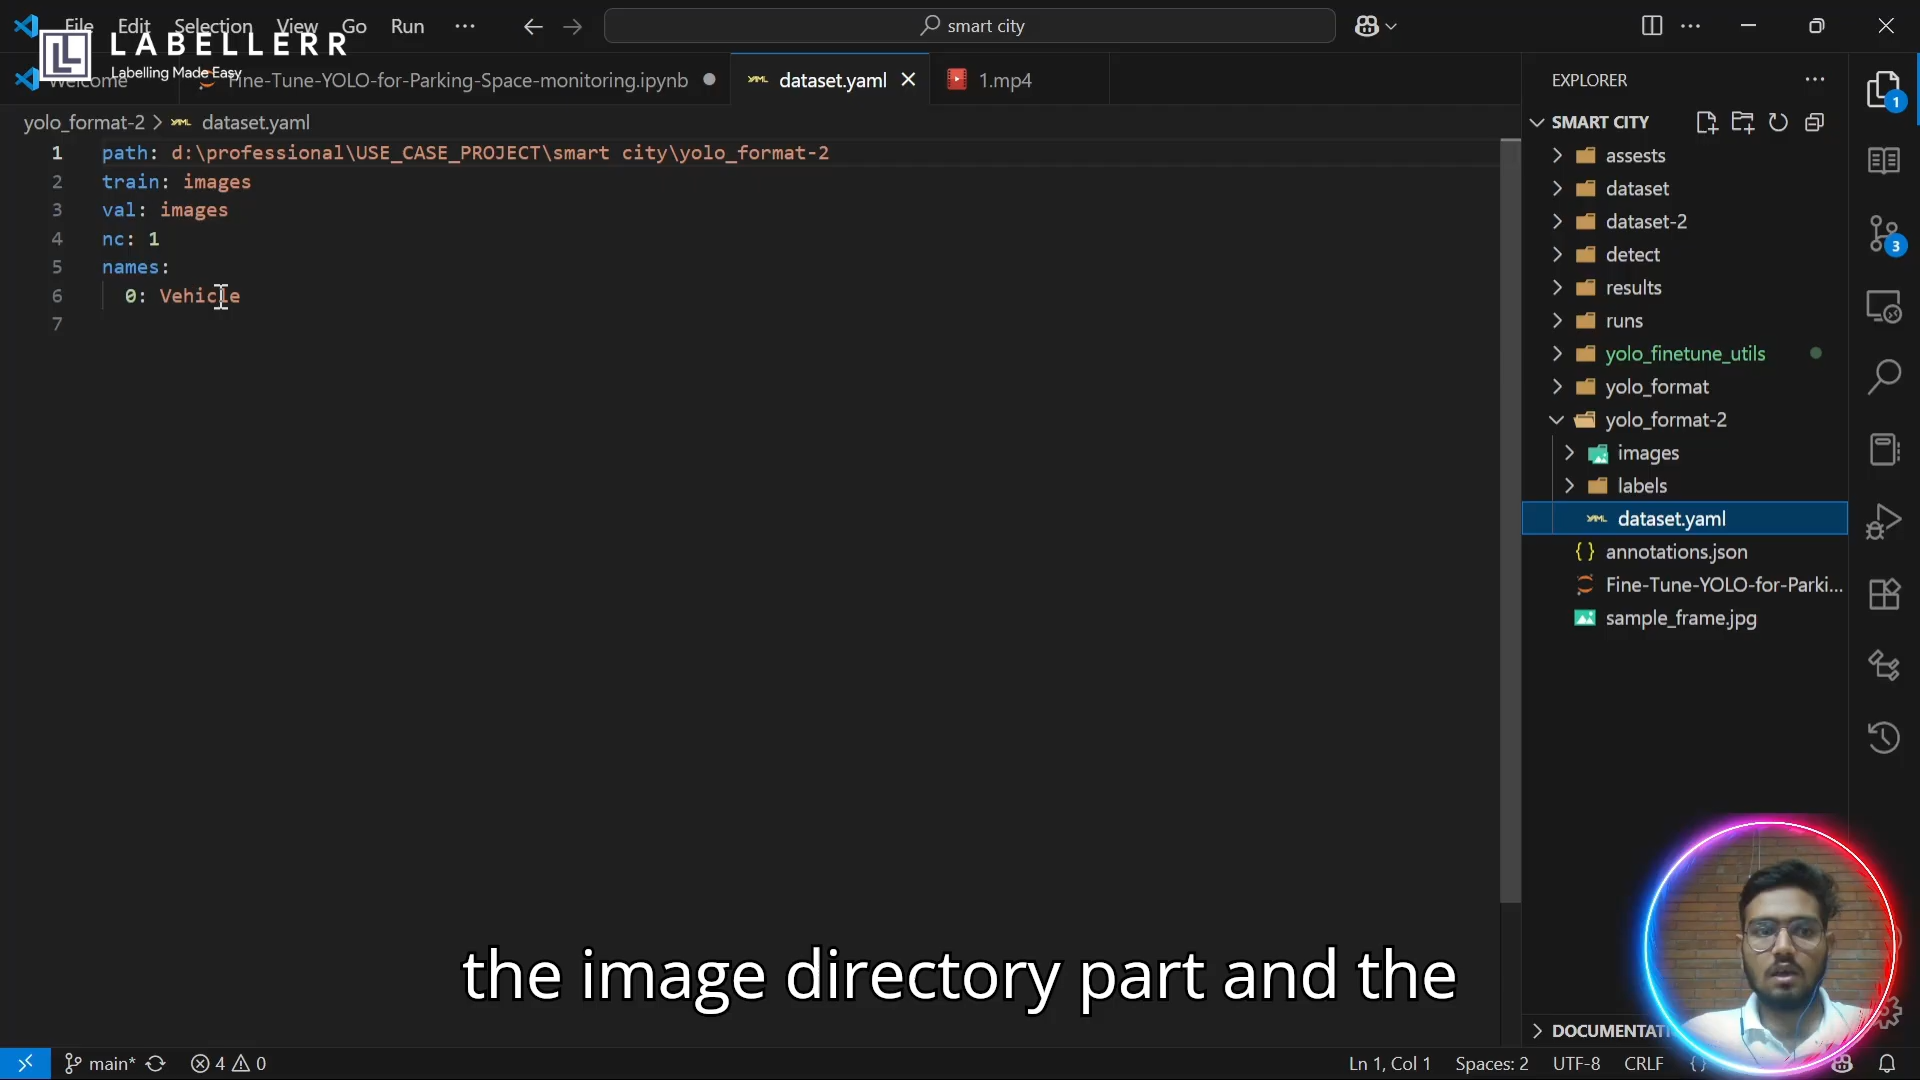 File Edit Selection View Go Run ··· smart city
LABELLERR
Labelling Made Easy
Welcome Fine-Tune-YOLO-for-Parking-Space-monitoring.ipynb dataset.yaml 1.mp4
yolo_format-2 > dataset.yaml
1 path: d:\professional\USE_CASE_PROJECT\smart city\yolo_format-2
2 train: images
3 val: images
4 nc: 1
5 names:
6 0: Vehicle
7
EXPLORER
SMART CITY
assests
dataset
dataset-2
detect
results
runs
yolo_finetune_utils
yolo_format
yolo_format-2
images
labels
dataset.yaml
annotations.json
Fine-Tune-YOLO-for-Parki...
sample_frame.jpg
1
3
the image directory part and the
main* 4 0
Ln 1, Col 1 Spaces: 2 UTF-8 CRLF